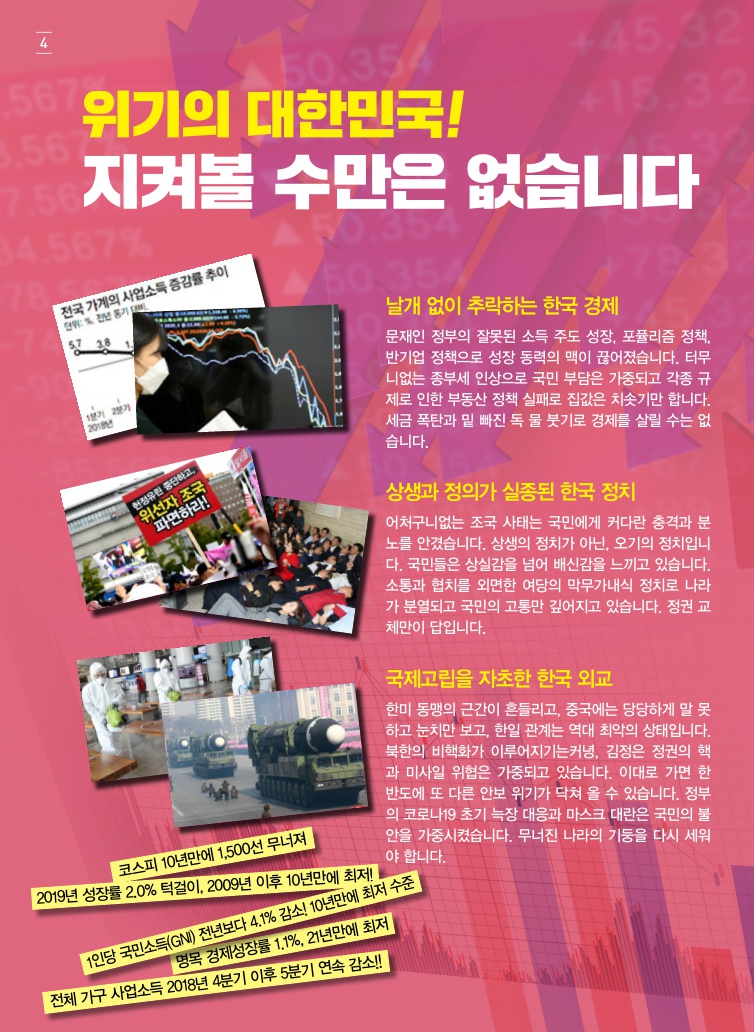 4
위기의 대한민국!
지켜볼 수만은 없습니다
전국 가계의 사업소득 증감률 추이
단위: %, 전년 동기 대비.
5.7
3.8
1분기
2분기
2018년
날개 없이 추락하는 한국 경제
문재인 정부의 잘못된 소득 주도 성장, 포퓰리즘 정책,
반기업 정책으로 성장 동력의 맥이 끊어졌습니다. 터무
니없는 종부세 인상으로 국민 부담은 가중되고 각종 규
제로 인한 부동산 정책 실패로 집값은 치솟기만 합니다.
세금 폭탄과 밑 빠진 독 물 붓기로 경제를 살릴 수는 없
습니다.
헌정유린 중단하고,
위선자 조국
파면하라!
상생과 정의가 실종된 한국 정치
어처구니없는 조국 사태는 국민에게 커다란 충격과 분
노를 안겼습니다. 상생의 정치가 아닌, 오기의 정치입니
다. 국민들은 상실감을 넘어 배신감을 느끼고 있습니다.
소통과 협치를 외면한 여당의 막무가내식 정치로 나라
가 분열되고 국민의 고통만 깊어지고 있습니다. 정권 교
체만이 답입니다.
국제고립을 자초한 한국 외교
한미 동맹의 근간이 흔들리고, 중국에는 당당하게 말 못
하고 눈치만 보고, 한일 관계는 역대 최악의 상태입니다.
북한의 비핵화가 이루어지기는커녕, 김정은 정권의 핵
과 미사일 위협은 가중되고 있습니다. 이대로 가면 한
반도에 또 다른 안보 위기가 닥쳐 올 수 있습니다. 정부
의 코로나19 초기 늑장 대응과 마스크 대란은 국민의 불
안을 가중시켰습니다. 무너진 나라의 기둥을 다시 세워
야 합니다.
코스피 10년만에 1,500선 무너져
2019년 성장률 2.0% 턱걸이, 2009년 이후 10년만에 최저!
1인당 국민소득(GNI) 전년보다 4.1% 감소! 10년만에 최저 수준
명목 경제성장률 1.1%, 21년만에 최저
전체 가구 사업소득 2018년 4분기 이후 5분기 연속 감소!!